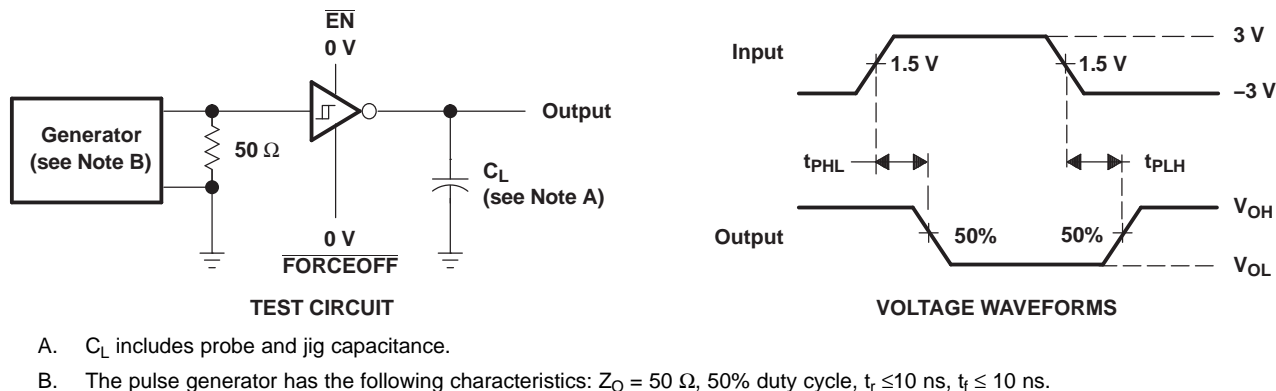 EN
0 V
Generator
(see Note B)
50 Ω
Output
CL
(see Note A)
0 V
FORCEOFF
TEST CIRCUIT
Input
3 V
1.5 V
1.5 V
–3 V
tPHL
tPLH
Output
50%
50%
VOH
VOL
VOLTAGE WAVEFORMS
A. CL includes probe and jig capacitance.
B. The pulse generator has the following characteristics: ZO = 50 Ω, 50% duty cycle, tr ≤10 ns, tf ≤ 10 ns.